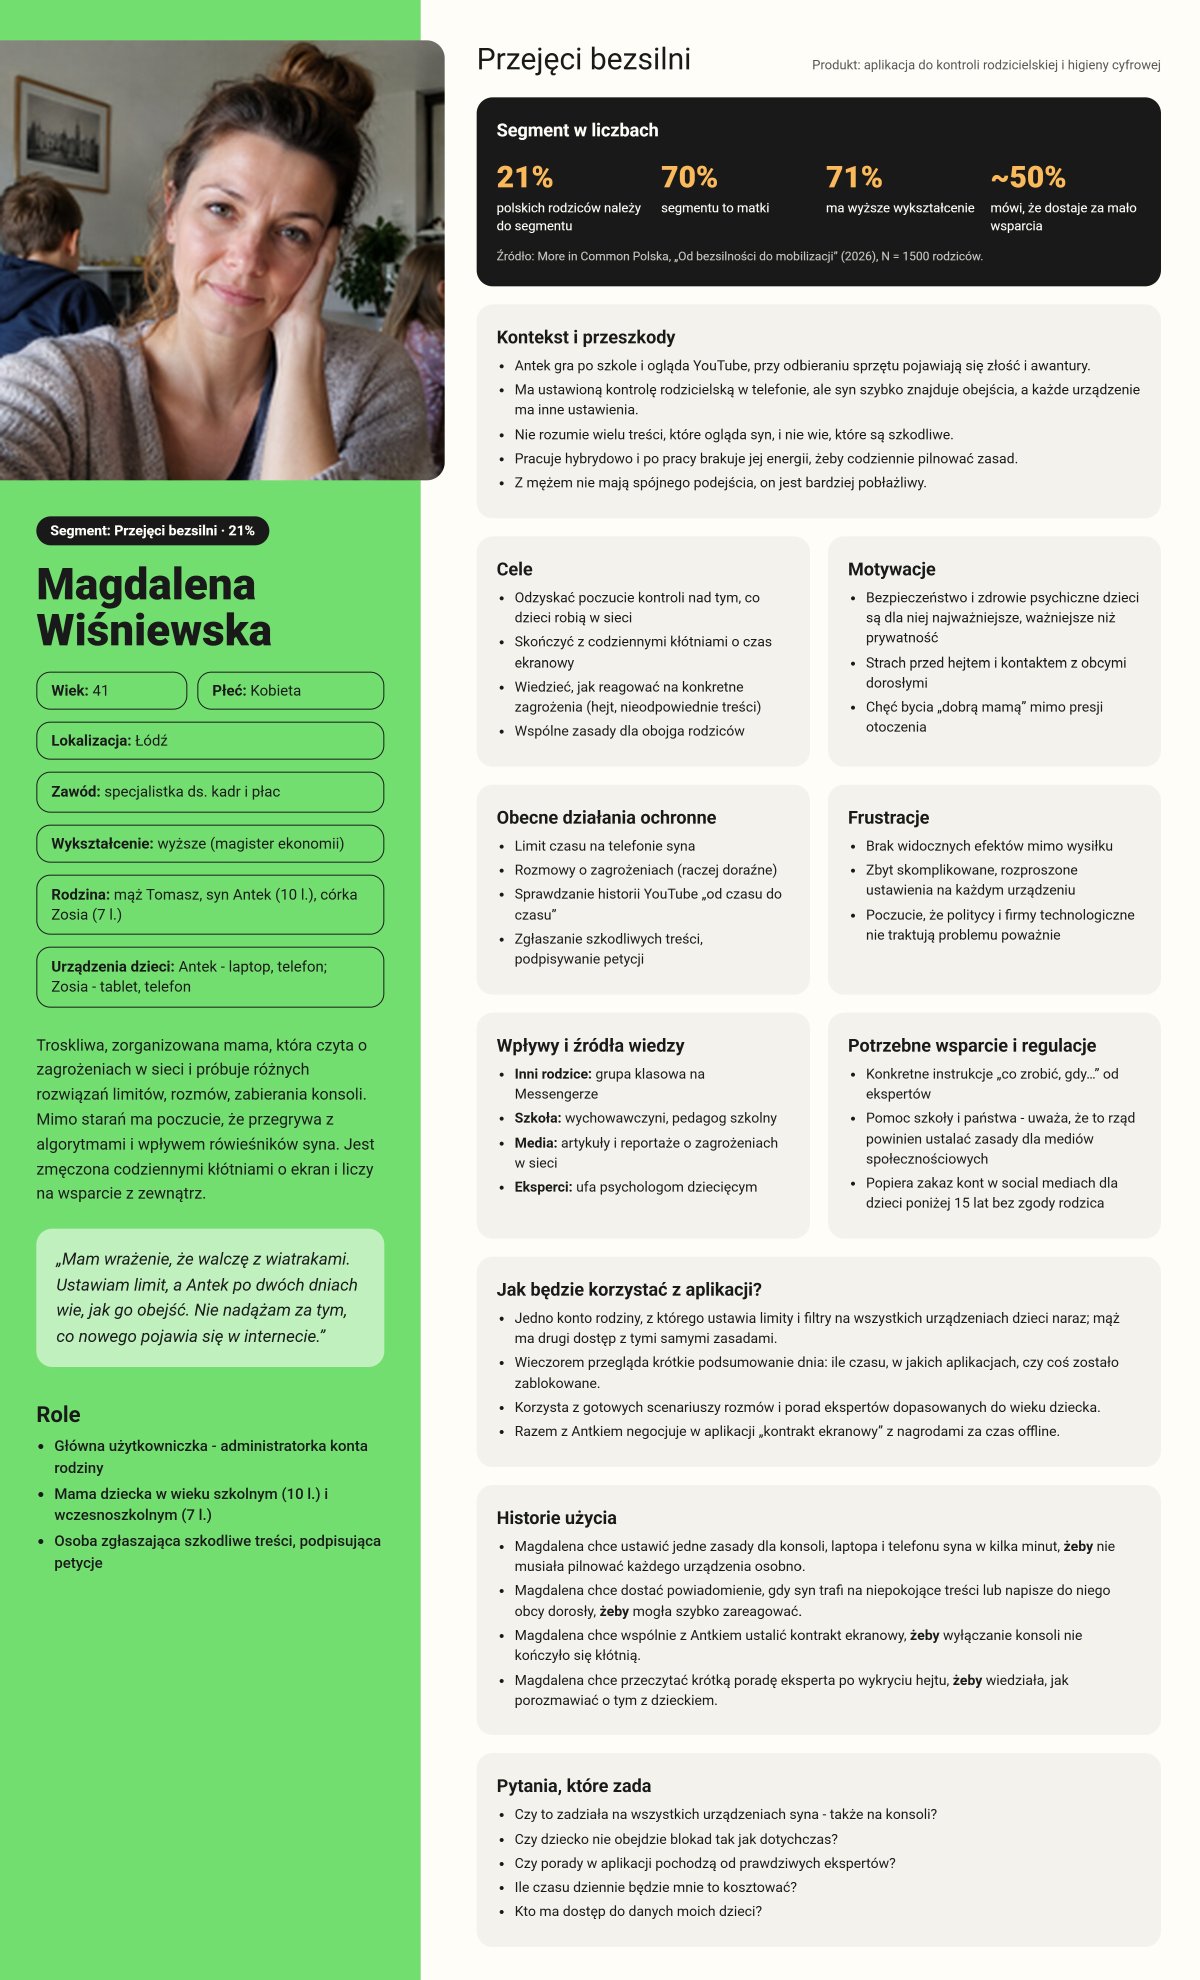 Segment: Przejęci bezsilni · 21%
Magdalena
Wiśniewska
Wiek: 41
Płeć: Kobieta
Lokalizacja: Łódź
Zawód: specjalistka ds. kadr i płac
Wykształcenie: wyższe (magister ekonomii)
Rodzina: mąż Tomasz, syn Antek (10 l.), córka
Zosia (7 l.)
Urządzenia dzieci: Antek - laptop, telefon;
Zosia - tablet, telefon
Troskliwa, zorganizowana mama, która czyta o
zagrożeniach w sieci i próbuje różnych
rozwiązań limitów, rozmów, zabierania konsoli.
Mimo starań ma poczucie, że przegrywa z
algorytmami i wpływem rówieśników syna. Jest
zmęczona codziennymi kłótniami o ekran i liczy
na wsparcie z zewnątrz.
„Mam wrażenie, że walczę z wiatrakami.
Ustawiam limit, a Antek po dwóch dniach
wie, jak go obejść. Nie nadążam za tym,
co nowego pojawia się w internecie.”
Role
• Główna użytkowniczka - administratorka konta
rodziny
• Mama dziecka w wieku szkolnym (10 l.) i
wczesnoszkolnym (7 l.)
• Osoba zgłaszająca szkodliwe treści, podpisująca
petycje
Przejęci bezsilni
Produkt: aplikacja do kontroli rodzicielskiej i higieny cyfrowej
Segment w liczbach
21%
polskich rodziców należy
do segmentu
70%
segmentu to matki
71%
ma wyższe wykształcenie
~50%
mówi, że dostaje za mało
wsparcia
Źródło: More in Common Polska, „Od bezsilności do mobilizacji” (2026), N = 1500 rodziców.
Kontekst i przeszkody
• Antek gra po szkole i ogląda YouTube, przy odbieraniu sprzętu pojawiają się złość i awantury.
• Ma ustawioną kontrolę rodzicielską w telefonie, ale syn szybko znajduje obejścia, a każde urządzenie
ma inne ustawienia.
• Nie rozumie wielu treści, które ogląda syn, i nie wie, które są szkodliwe.
• Pracuje hybrydowo i po pracy brakuje jej energii, żeby codziennie pilnować zasad.
• Z mężem nie mają spójnego podejścia, on jest bardziej pobłażliwy.
Cele
• Odzyskać poczucie kontroli nad tym, co
dzieci robią w sieci
• Skończyć z codziennymi kłótniami o czas
ekranowy
• Wiedzieć, jak reagować na konkretne
zagrożenia (hejt, nieodpowiednie treści)
• Wspólne zasady dla obojga rodziców
Motywacje
• Bezpieczeństwo i zdrowie psychiczne dzieci
są dla niej najważniejsze, ważniejsze niż
prywatność
• Strach przed hejtem i kontaktem z obcymi
dorosłymi
• Chęć bycia „dobrą mamą” mimo presji
otoczenia
Obecne działania ochronne
• Limit czasu na telefonie syna
• Rozmowy o zagrożeniach (raczej doraźne)
• Sprawdzanie historii YouTube „od czasu do
czasu”
• Zgłaszanie szkodliwych treści,
podpisywanie petycji
Frustracje
• Brak widocznych efektów mimo wysiłku
• Zbyt skomplikowane, rozproszone
ustawienia na każdym urządzeniu
• Poczucie, że politycy i firmy technologiczne
nie traktują problemu poważnie
Wpływy i źródła wiedzy
• Inni rodzice: grupa klasowa na
Messengerze
• Szkoła: wychowawczyni, pedagog szkolny
• Media: artykuły i reportaże o zagrożeniach
w sieci
• Eksperci: ufa psychologom dziecięcym
Potrzebne wsparcie i regulacje
• Konkretne instrukcje „co zrobić, gdy...” od
ekspertów
• Pomoc szkoły i państwa - uważa, że to rząd
powinien ustalać zasady dla mediów
społecznościowych
• Popiera zakaz kont w social mediach dla
dzieci poniżej 15 lat bez zgody rodzica
Jak będzie korzystać z aplikacji?
• Jedno konto rodziny, z którego ustawia limity i filtry na wszystkich urządzeniach dzieci naraz; mąż
ma drugi dostęp z tymi samymi zasadami.
• Wieczorem przegląda krótkie podsumowanie dnia: ile czasu, w jakich aplikacjach, czy coś zostało
zablokowane.
• Korzysta z gotowych scenariuszy rozmów i porad ekspertów dopasowanych do wieku dziecka.
• Razem z Antkiem negocjuje w aplikacji „kontrakt ekranowy” z nagrodami za czas offline.
Historie użycia
• Magdalena chce ustawić jedne zasady dla konsoli, laptopa i telefonu syna w kilka minut, żeby nie
musiała pilnować każdego urządzenia osobno.
• Magdalena chce dostać powiadomienie, gdy syn trafi na niepokojące treści lub napisze do niego
obcy dorosły, żeby mogła szybko zareagować.
• Magdalena chce wspólnie z Antkiem ustalić kontrakt ekranowy, żeby wyłączanie konsoli nie
kończyło się kłótnią.
• Magdalena chce przeczytać krótką poradę eksperta po wykryciu hejtu, żeby wiedziała, jak
porozmawiać o tym z dzieckiem.
Pytania, które zada
• Czy to zadziała na wszystkich urządzeniach syna - także na konsoli?
• Czy dziecko nie obejdzie blokad tak jak dotychczas?
• Czy porady w aplikacji pochodzą od prawdziwych ekspertów?
• Ile czasu dziennie będzie mnie to kosztować?
• Kto ma dostęp do danych moich dzieci?